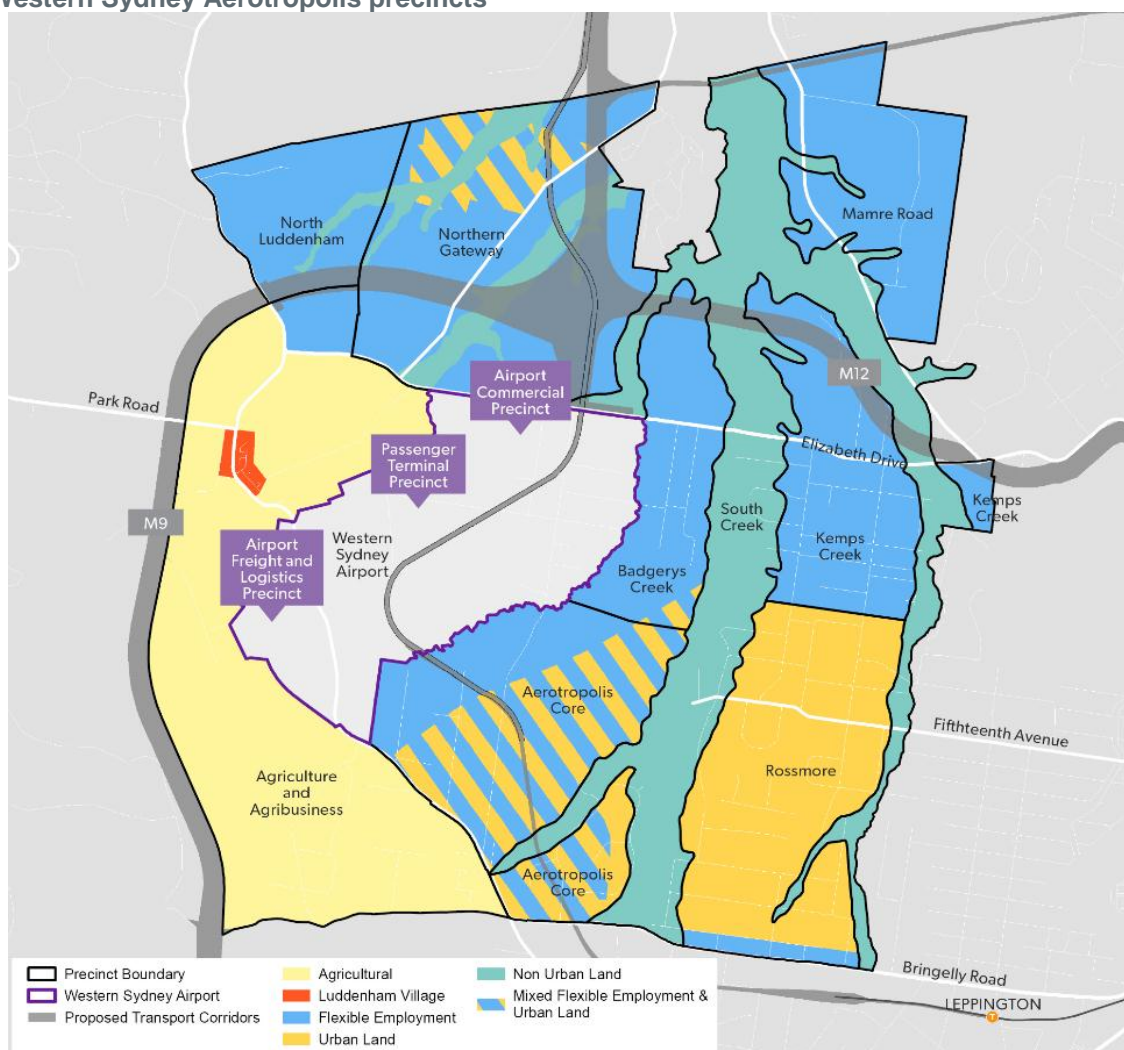 Western Sydney Aerotropolis precincts
Mamre Road
North
Luddenham
Northern
Gateway
Airport
Commercial
Precinct
M12
Park Road
Passenger
Terminal
Precinct
Elizabeth Drive
Kemps
Creek
South
Creek
M9
Western
Sydney
Airport
Airport
Freight and
Logistics
Precinct
Kemps
Creek
Badgerys
Creek
Aerotropolis
Core
Fifthteenth Avenue
Rossmore
Agriculture
and
Agribusiness
Aerotropolis
Core
Bringelly Road
LEPPINGTON
T
Precinct Boundary
Western Sydney Airport
Proposed Transport Corridors
Agricultural
Luddenham Village
Flexible Employment
Urban Land
Non Urban Land
Mixed Flexible Employment &
Urban Land